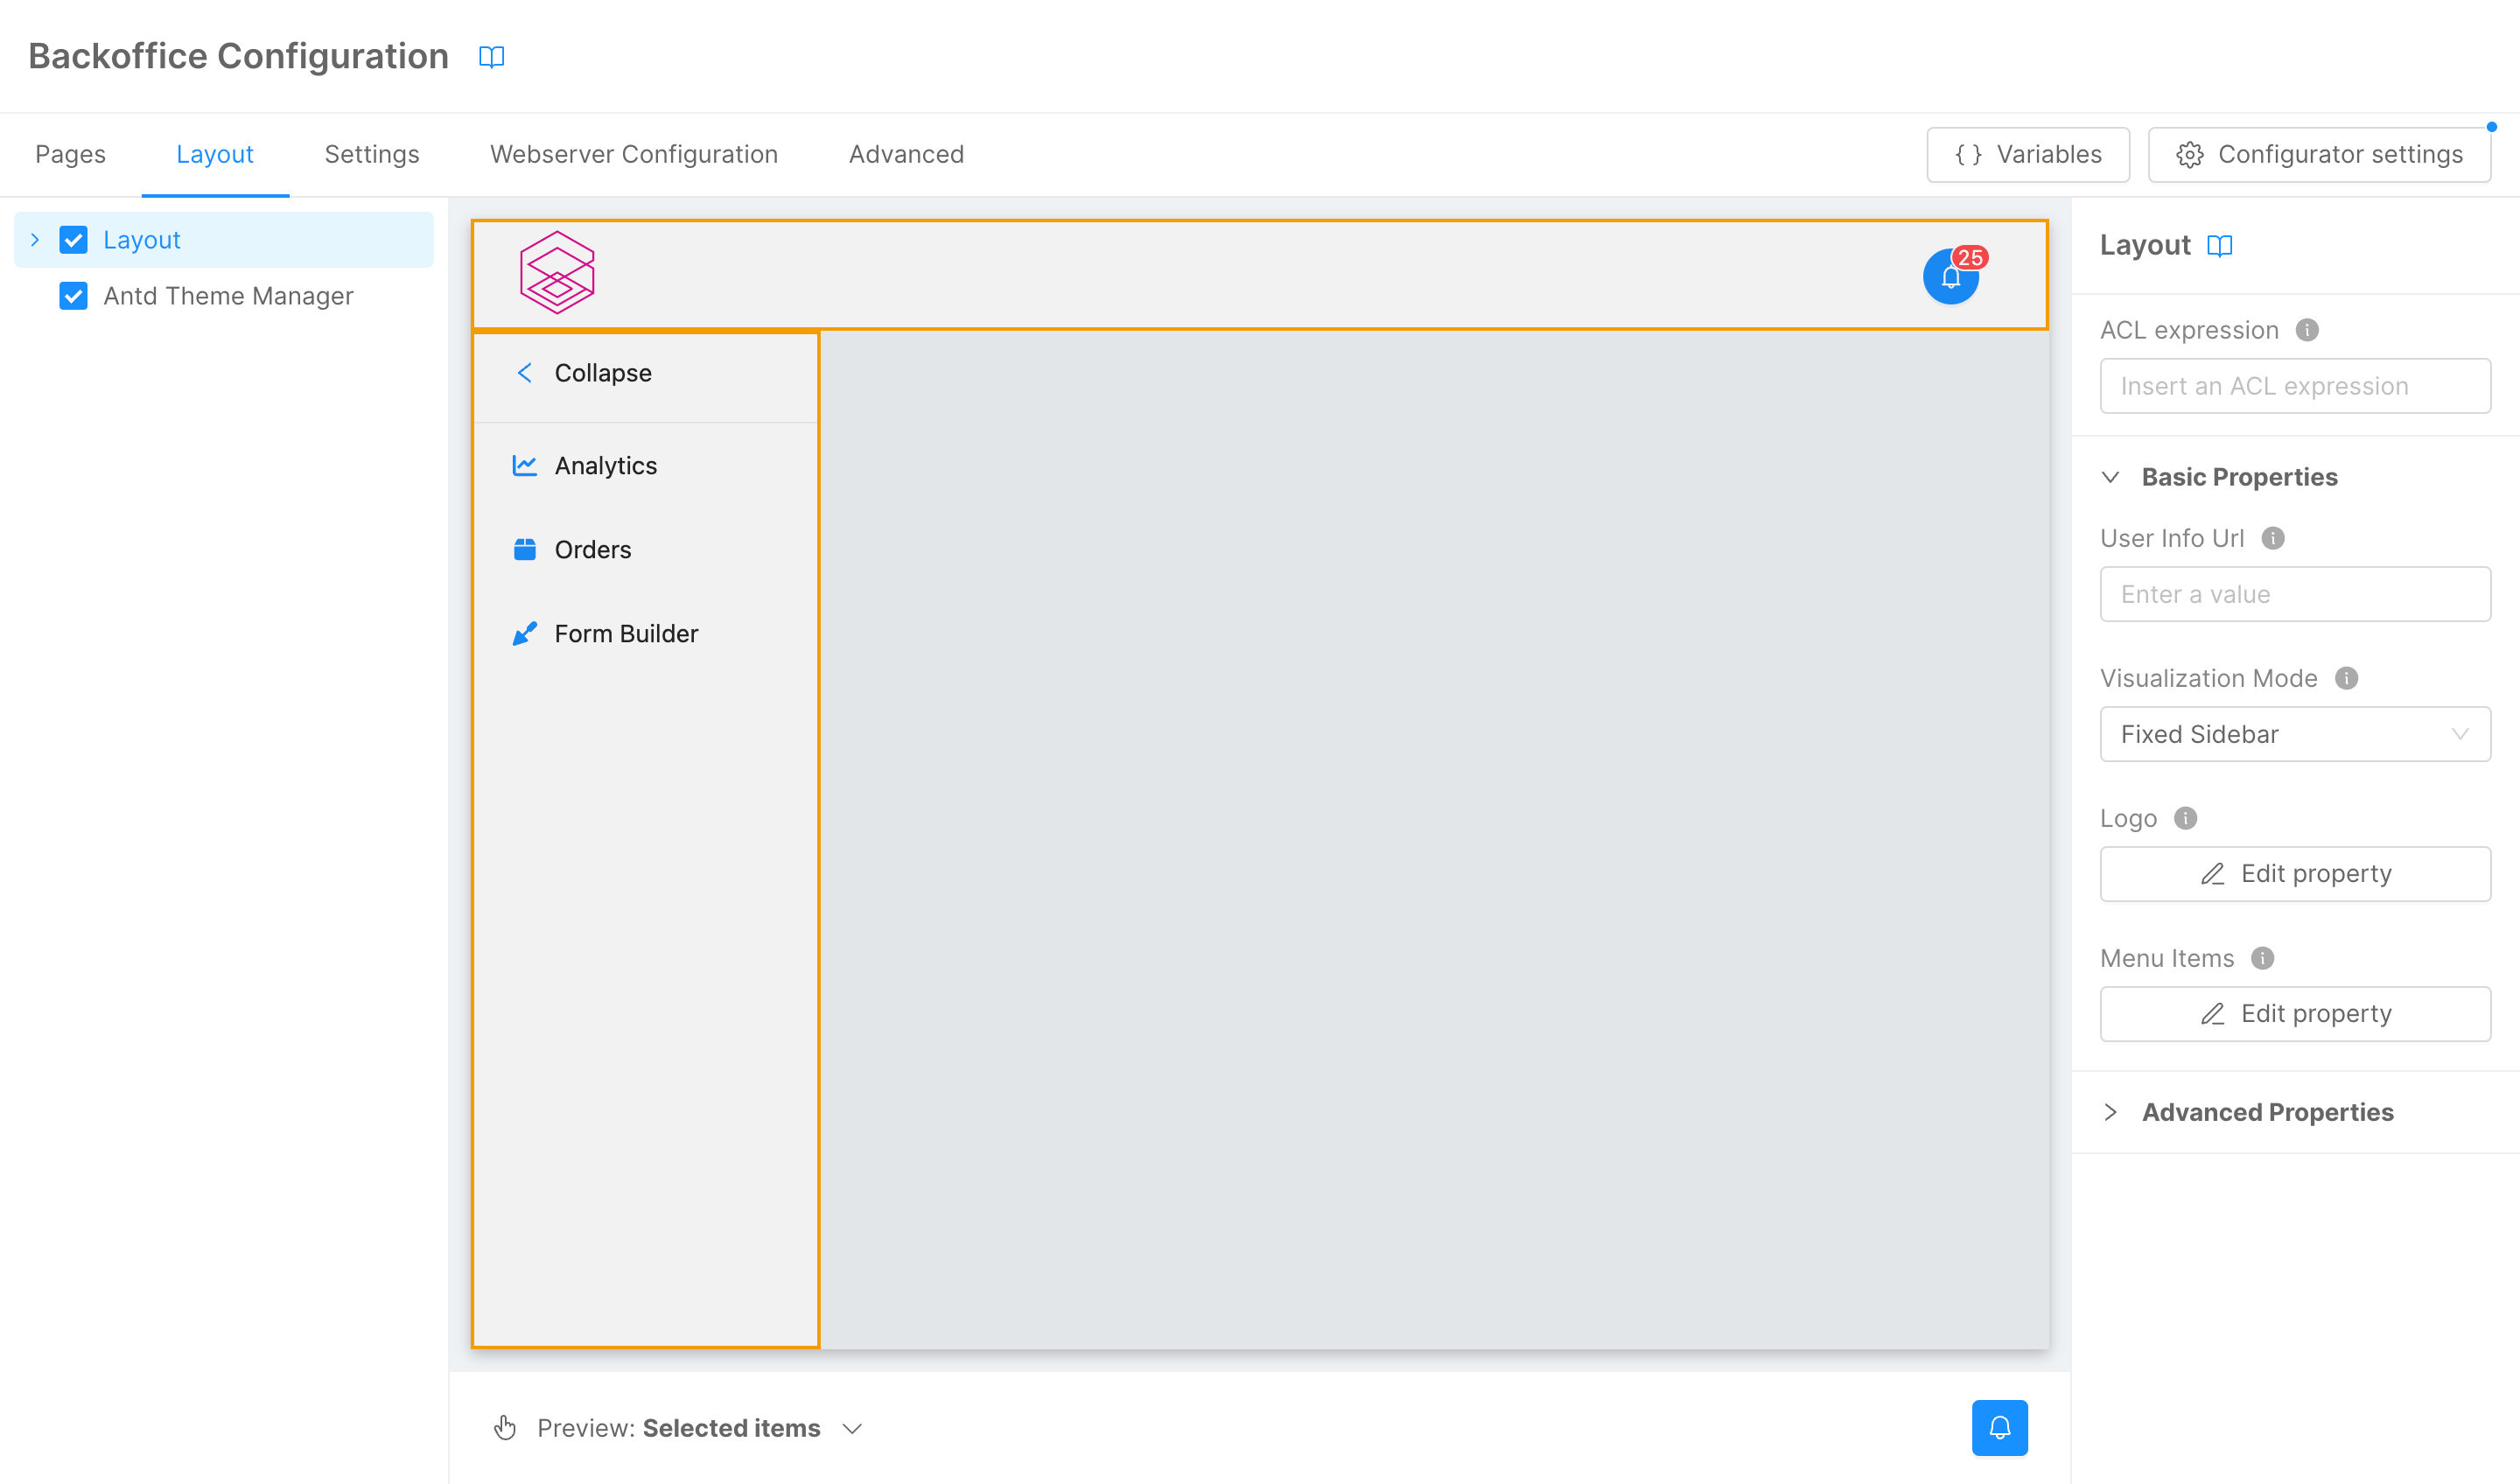 Backoffice Configuration
Pages
Layout
Settings
Webserver Configuration
Advanced
{ } Variables
Configurator settings
Layout
Antd Theme Manager
25
Collapse
Analytics
Orders
Form Builder
Preview: Selected items
Layout
ACL expression
Insert an ACL expression
Basic Properties
User Info Url
Enter a value
Visualization Mode
Fixed Sidebar
Logo
Edit property
Menu Items
Edit property
Advanced Properties